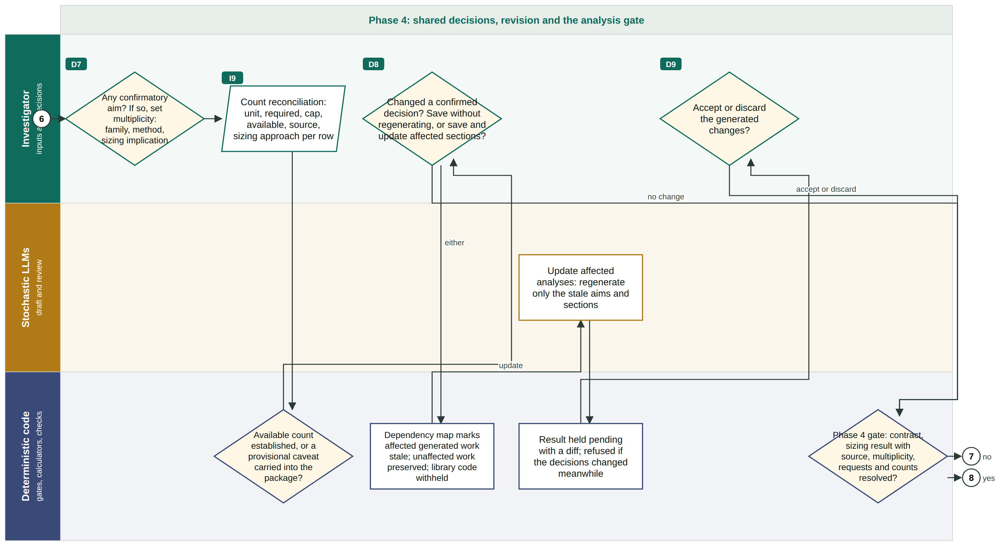 Phase 4: shared decisions, revision and the analysis gate
Investigator
inputs a ecisions
6
D7
Any confirmatory
aim? If so, set
multiplicity:
family, method,
sizing implication
I9
Count reconciliation:
unit, required, cap,
available, source,
sizing approach per row
D8
Changed a confirmed
decision? Save without
regenerating, or save and
update affected sections?
D9
Accept or discard
the generated
changes?
accept or discard
no change
Stochastic LLMs
draft and review
either
Update affected
analyses: regenerate
only the stale aims and
sections
update
Deterministic code
gates, calculators, checks
Available count
established, or a
provisional caveat
carried into the
package?
Dependency map marks
affected generated work
stale; unaffected work
preserved; library code
withheld
Result held pending
with a diff; refused if
the decisions changed
meanwhile
Phase 4 gate: contract,
sizing result with
source, multiplicity,
requests and counts
resolved?
7 no
8 yes